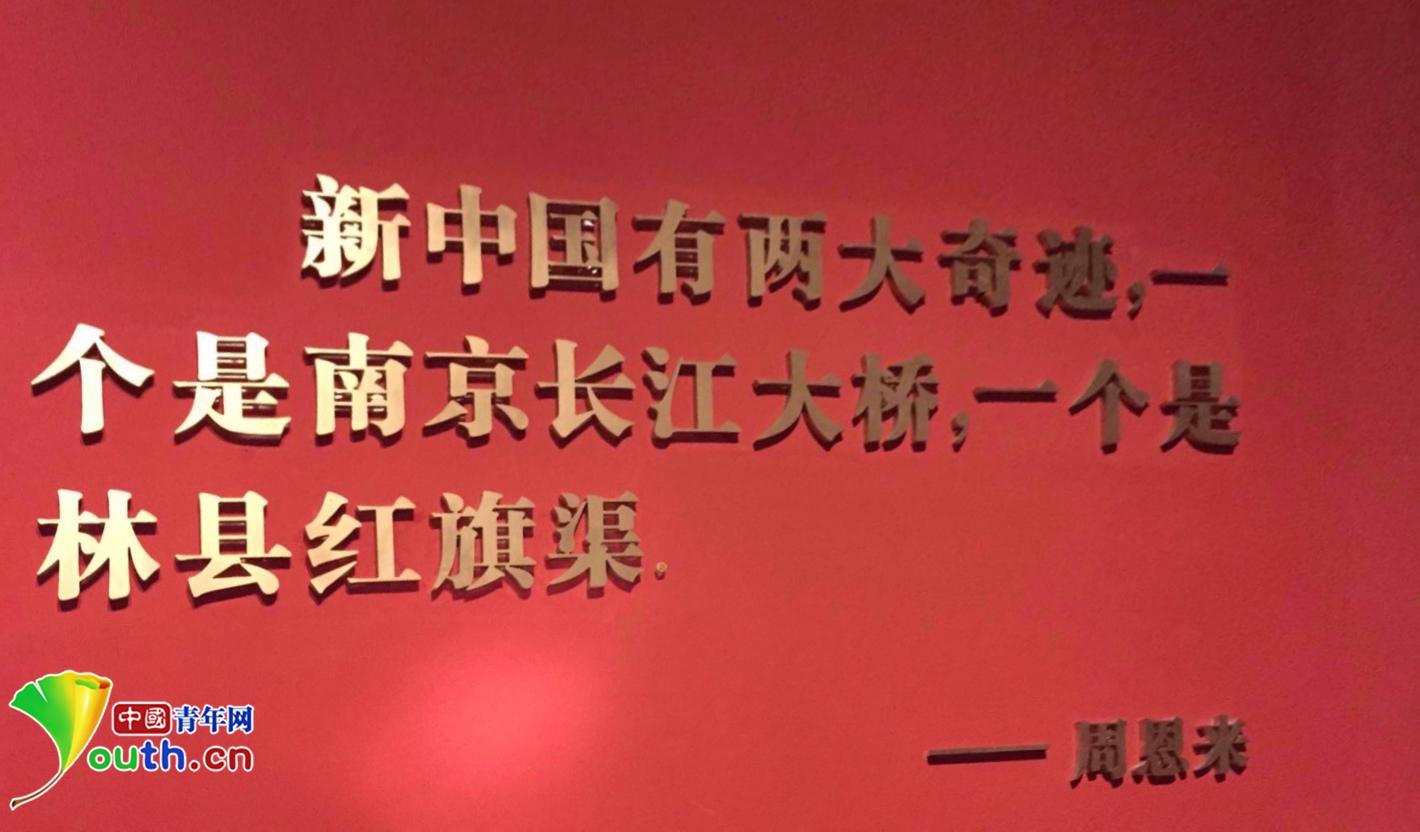 新中国有两大奇迹,一
个是南京长江大桥,一个是
林县红旗渠.
—— 周恩来
中國青年网
Youth.cn